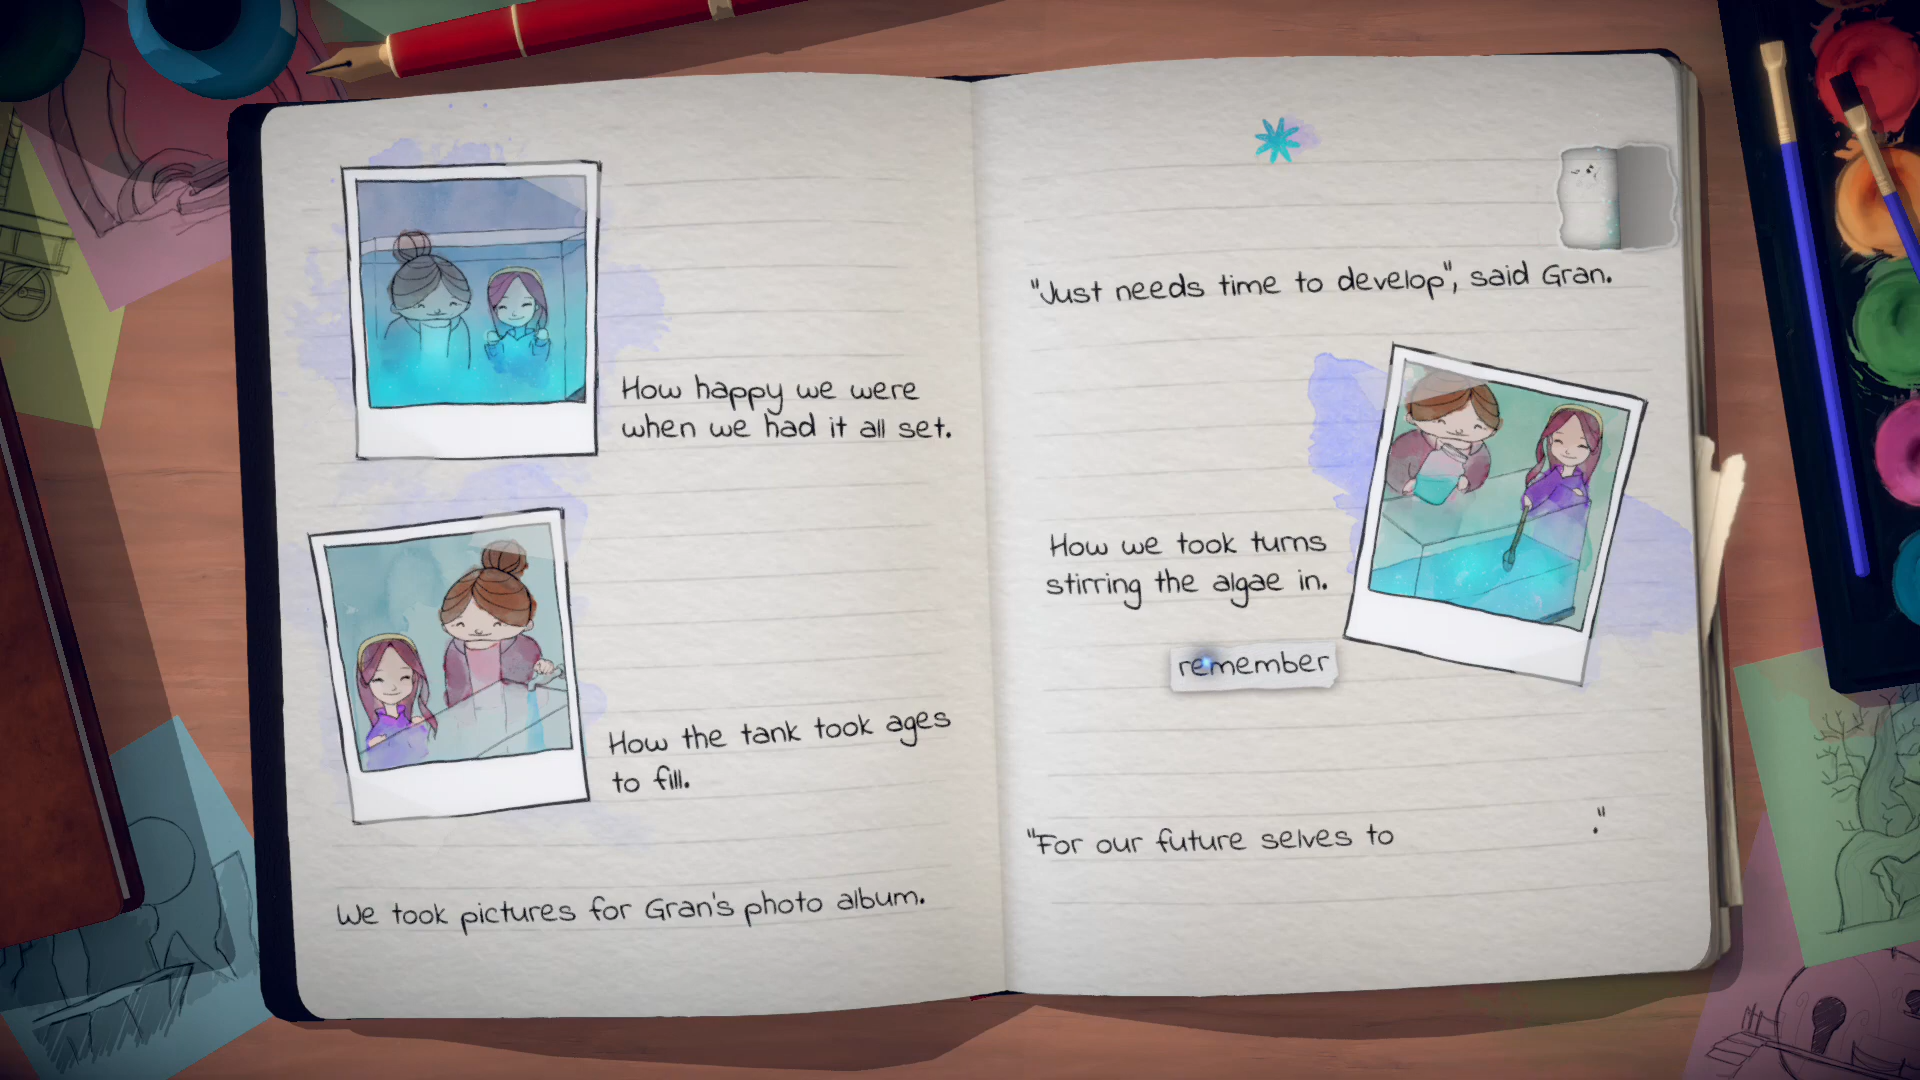 How happy we were
when we had it all set.
How the tank took ages
to fill.
We took pictures for Gran's photo album.
"Just needs time to develop", said Gran.
How we took turns
stirring the algae in.
remember
"For our future selves to ."